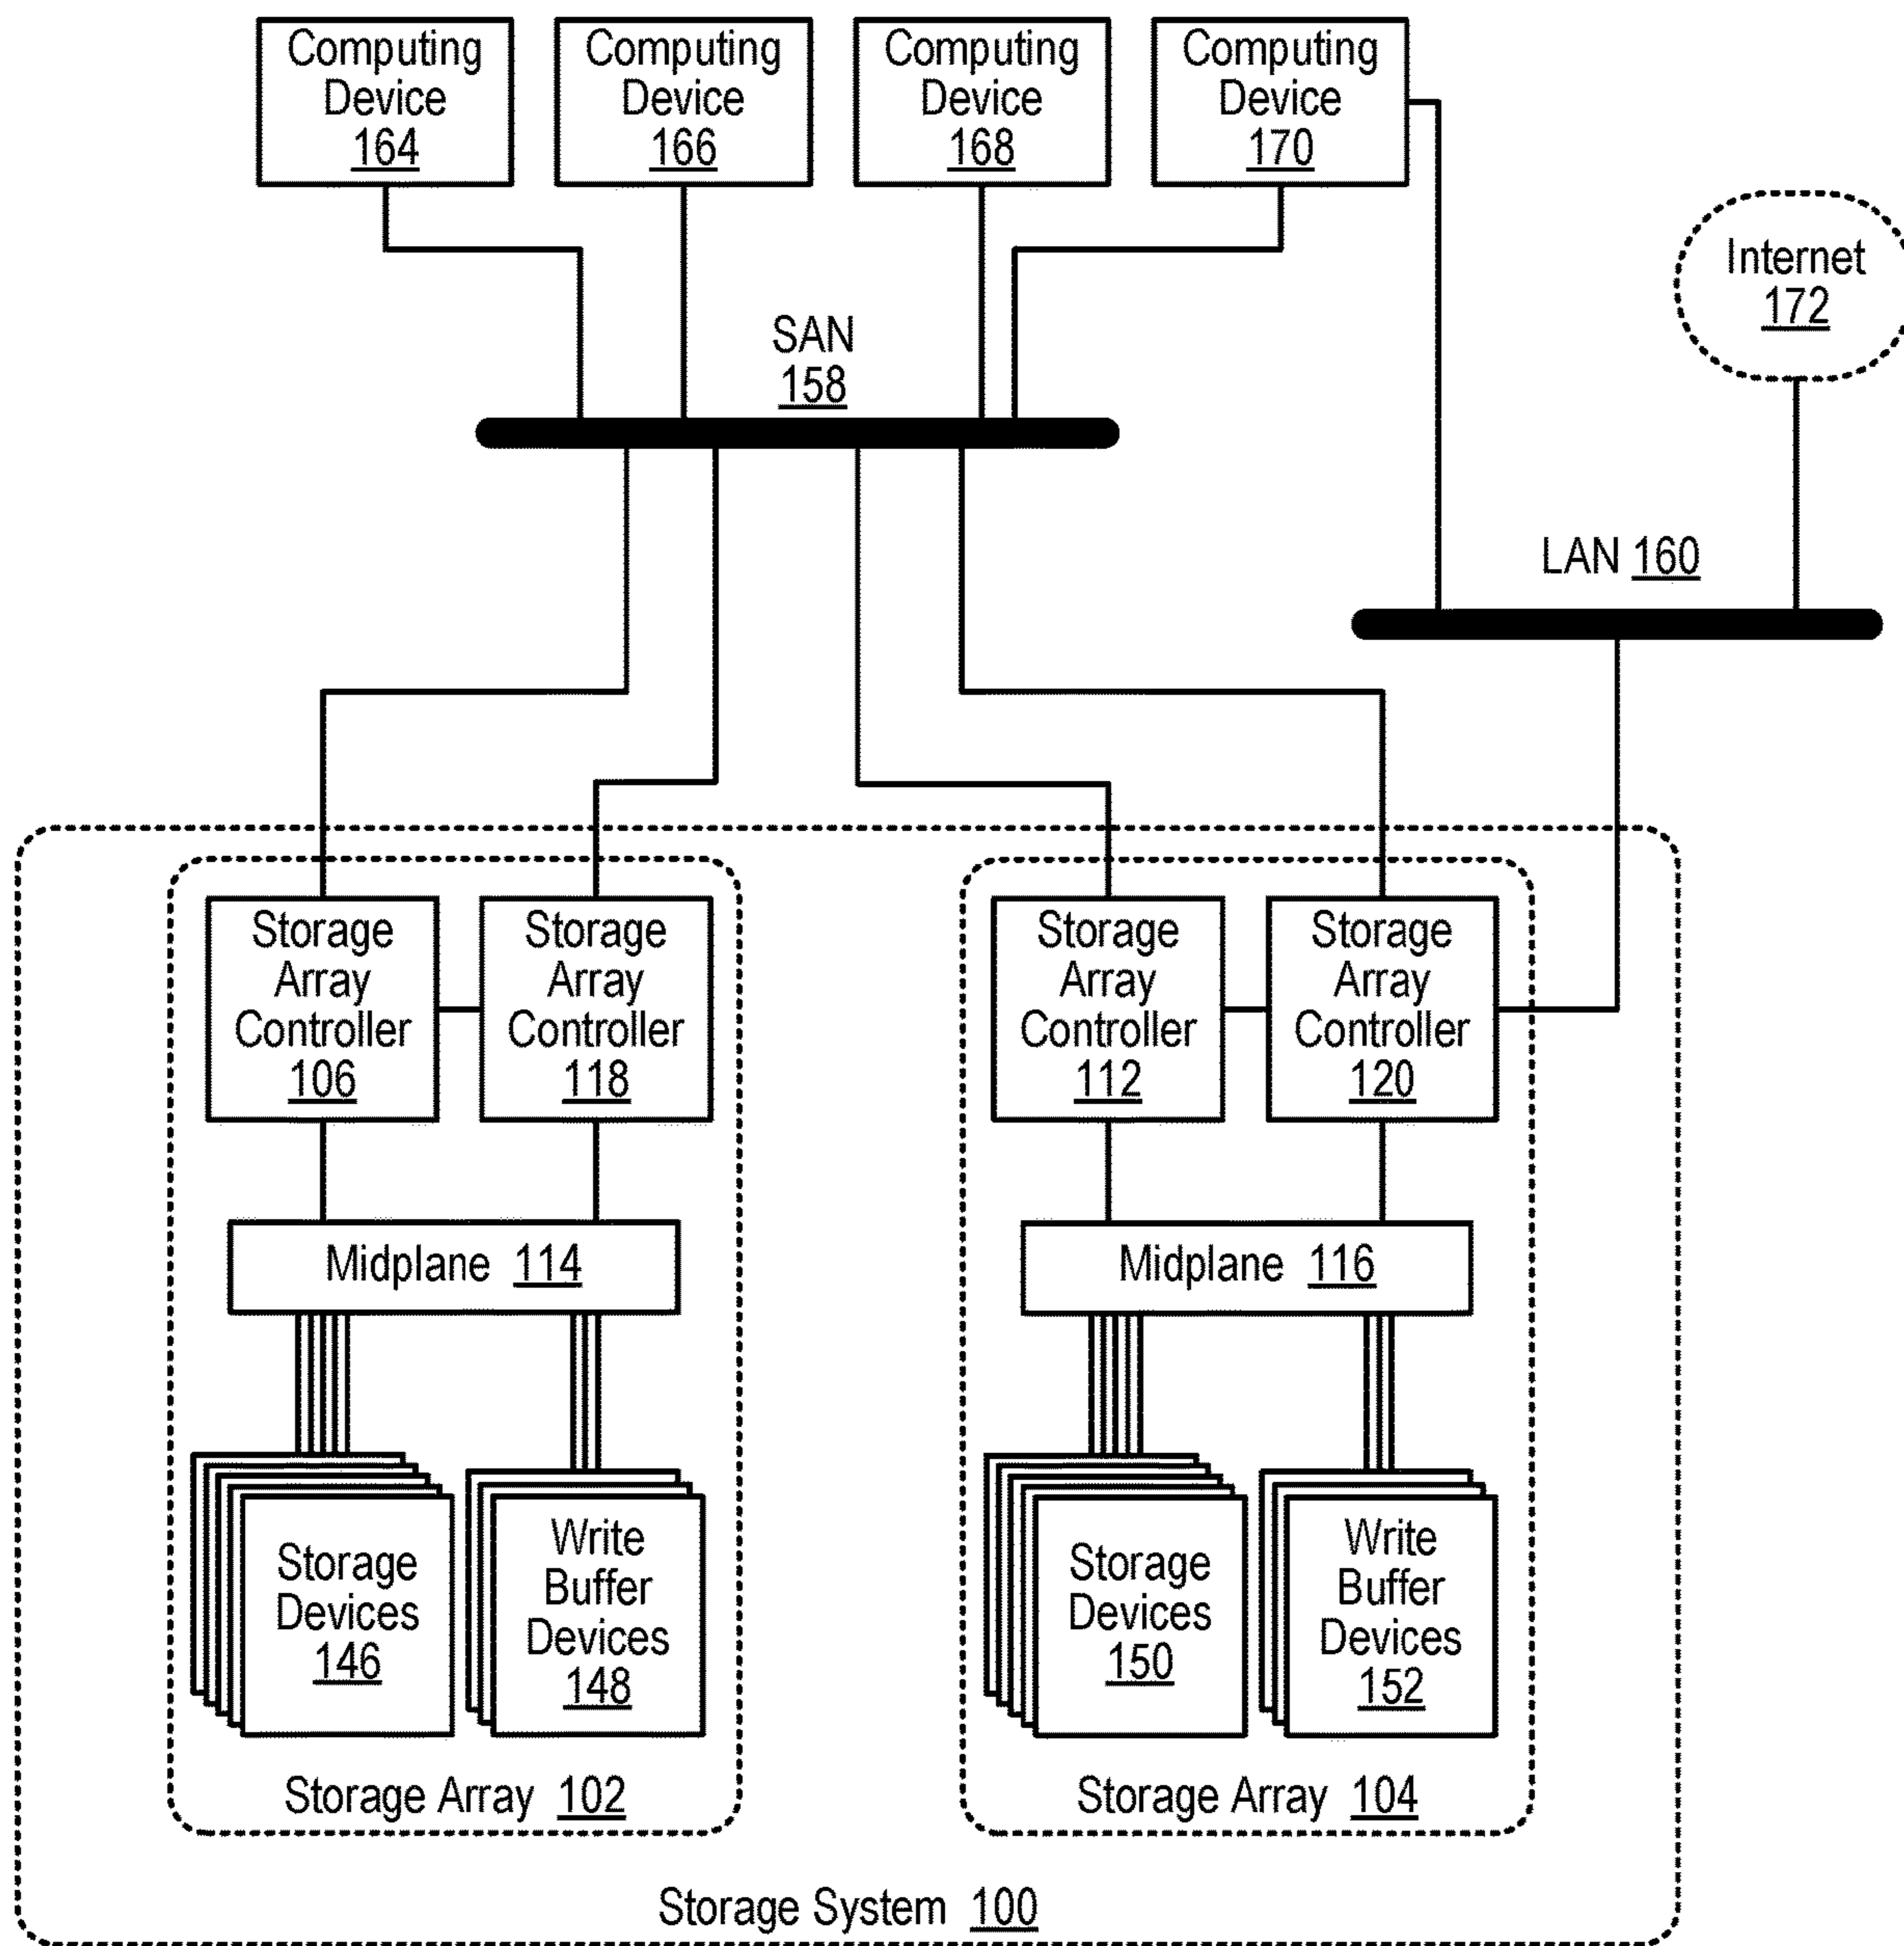 Computing
Device
164
Computing
Device
166
Computing
Device
168
Computing
Device
170
Internet
172
SAN
158
LAN 160
Storage
Array
Controller
106
Storage
Array
Controller
118
Storage
Array
Controller
112
Storage
Array
Controller
120
Midplane 114
Midplane 116
Storage
Devices
146
Write
Buffer
Devices
148
Storage
Devices
150
Write
Buffer
Devices
152
Storage Array 102
Storage Array 104
Storage System 100